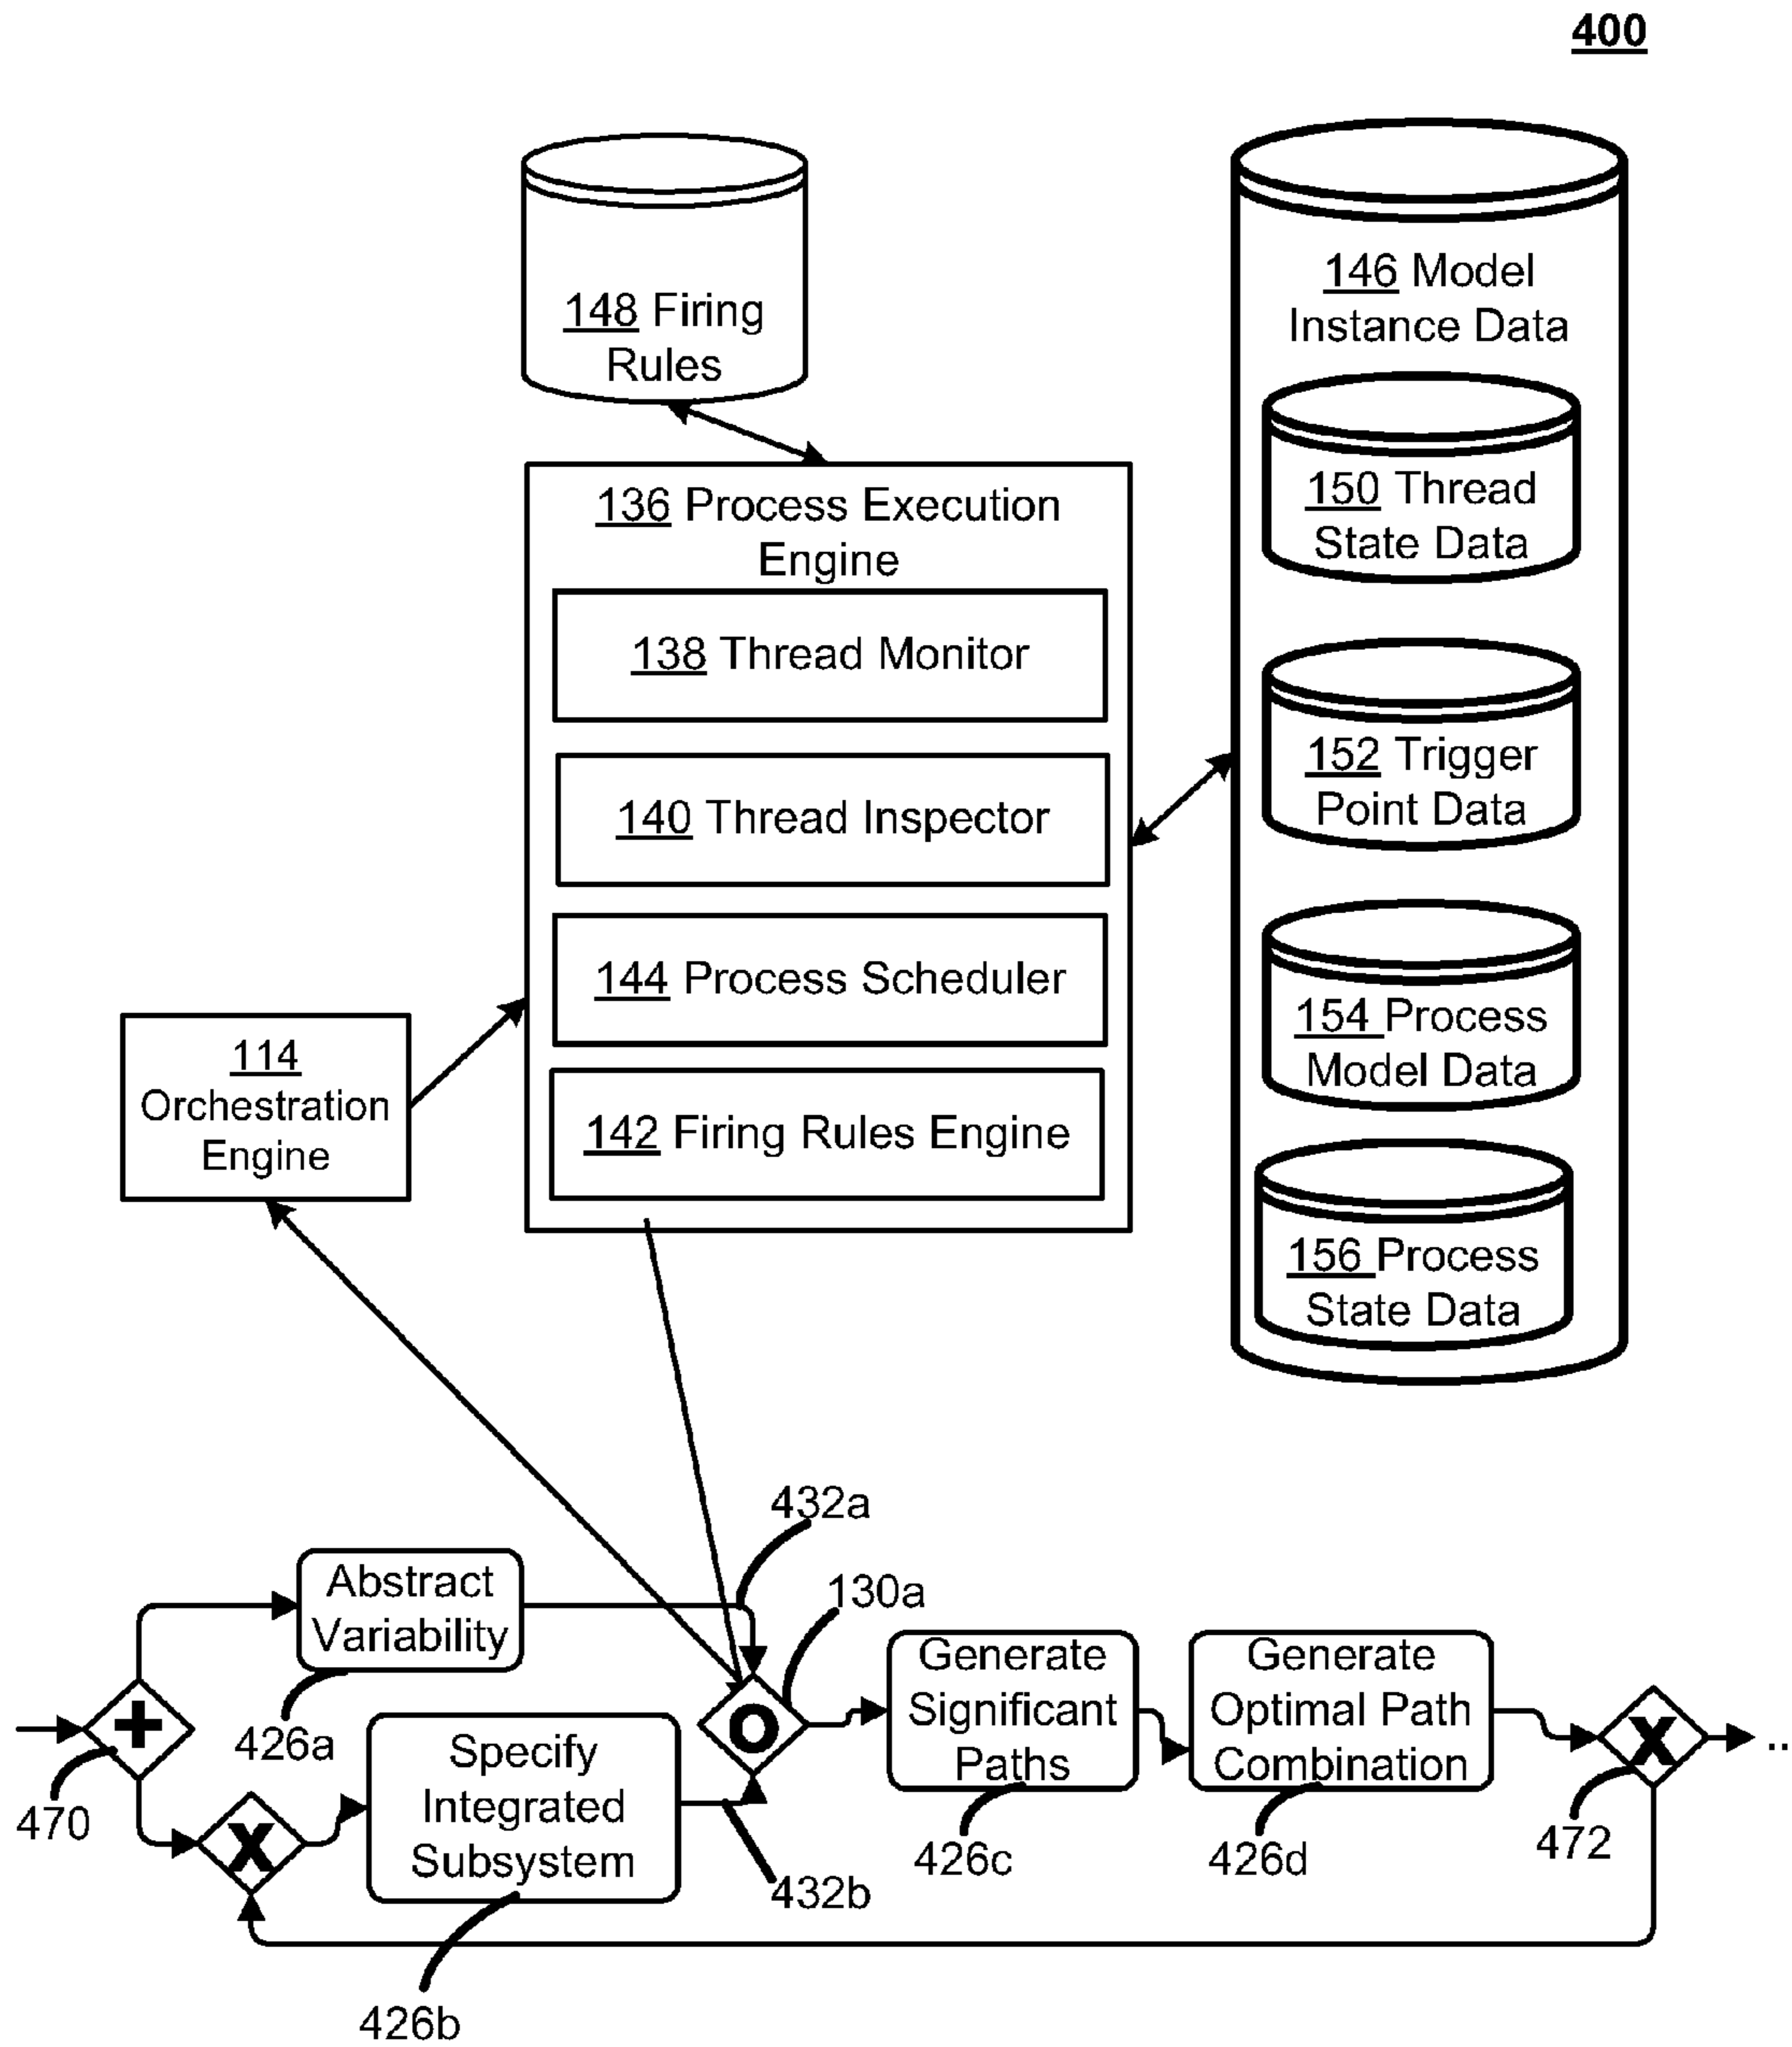 400
148 Firing
Rules
146 Model
Instance Data
150 Thread
State Data
152 Trigger
Point Data
154 Process
Model Data
156 Process
State Data
136 Process Execution
Engine
138 Thread Monitor
140 Thread Inspector
144 Process Scheduler
142 Firing Rules Engine
114
Orchestration
Engine
432a
130a
Abstract
Variability
426a
+
470
X
Specify
Integrated
Subsystem
426b
432b
O
Generate
Significant
Paths
426c
Generate
Optimal Path
Combination
426d
X
472
..